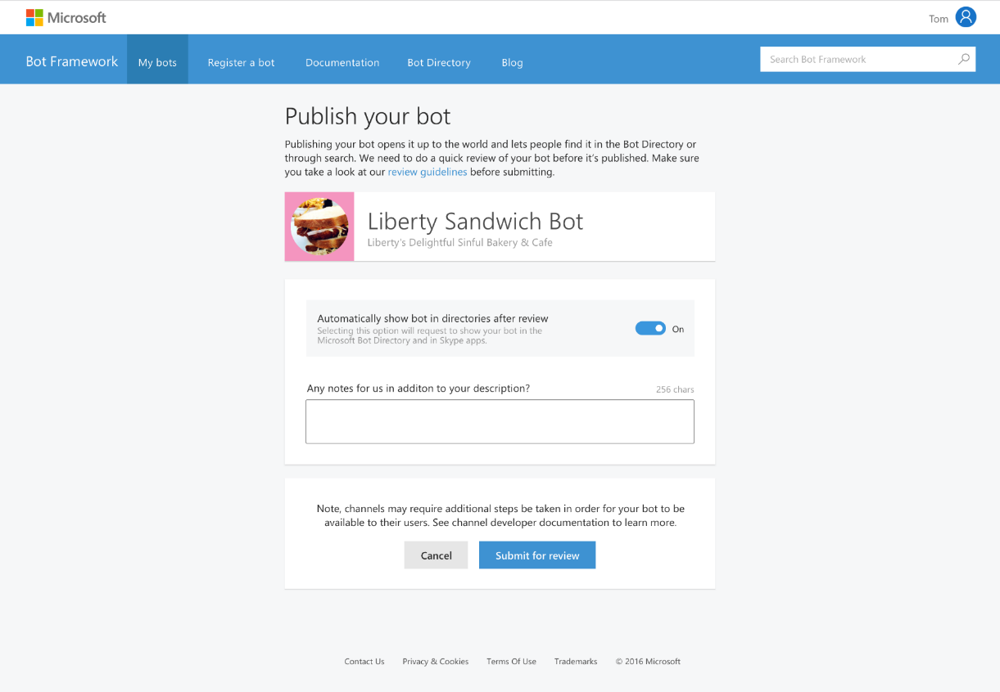 Microsoft
Tom
Bot Framework
My bots
Register a bot
Documentation
Bot Directory
Blog
Search Bot Framework
Publish your bot
Publishing your bot opens it up to the world and lets people find it in the Bot Directory or
through search. We need to do a quick review of your bot before it's published. Make sure
you take a look at our review guidelines before submitting.
Liberty Sandwich Bot
Liberty's Delightful Sinful Bakery & Cafe
Automatically show bot in directories after review
Selecting this option will request to show your bot in the
Microsoft Bot Directory and in Skype apps.
On
Any notes for us in additon to your description?
256 chars
Note, channels may require additional steps be taken in order for your bot to be
available to their users. See channel developer documentation to learn more.
Cancel
Submit for review
Contact Us
Privacy & Cookies
Terms Of Use
Trademarks
© 2016 Microsoft